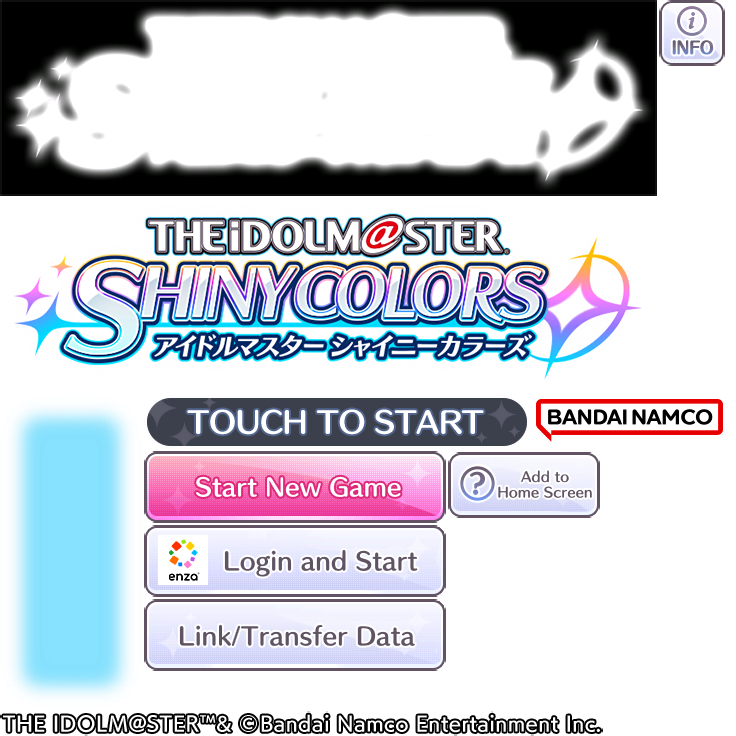 INFO
THE iDOLM@STER
SHINY COLORS
アイドルマスター シャイニーカラーズ
TOUCH TO START
BANDAI NAMCO
Start New Game
Add to
Home Screen
enza
Login and Start
Link/Transfer Data
THE IDOLM@STER™& ©Bandai Namco Entertainment Inc.